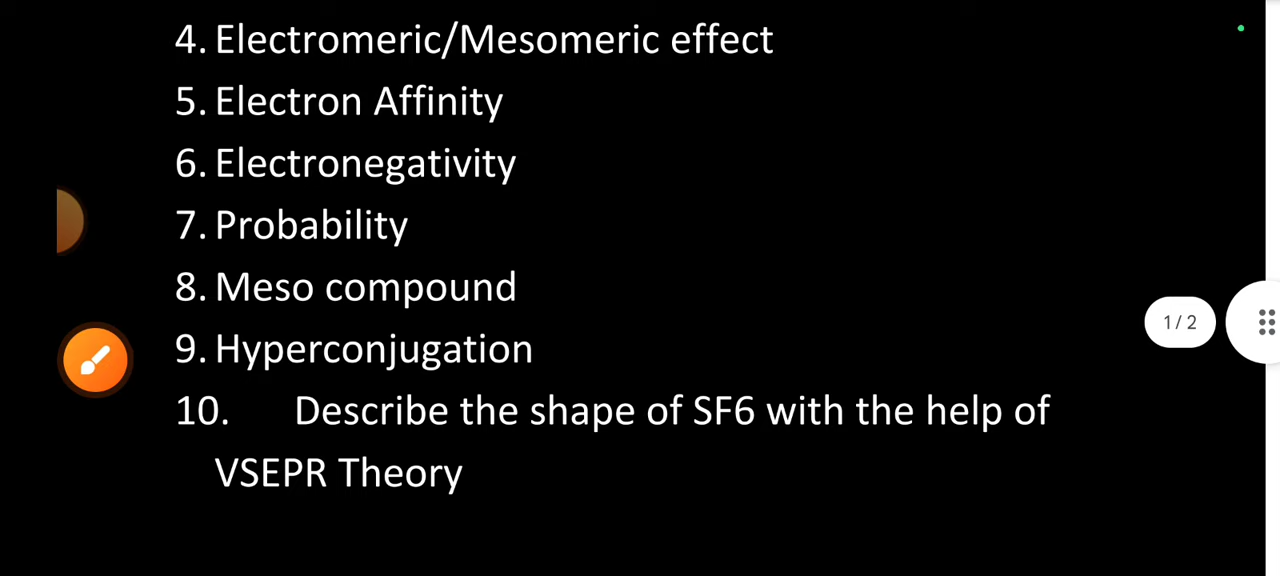 4. Electromeric/Mesomeric effect
5. Electron Affinity
6. Electronegativity
7. Probability
8. Meso compound
9. Hyperconjugation
10. Describe the shape of SF6 with the help of
VSEPR Theory
1 / 2